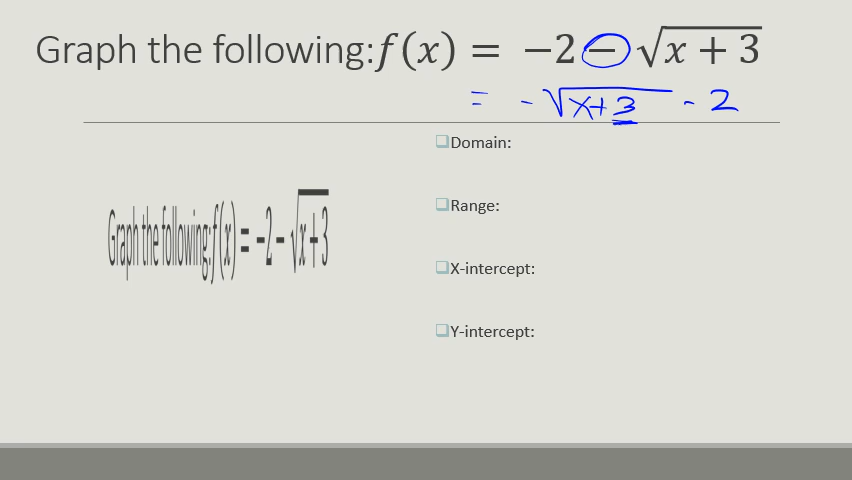 Graph the following:f(x) = −2 − √(x + 3)
= -√(x+3) - 2
Domain:
Graph the following:f(x) = −2 − √(x + 3)
Range:
X-intercept:
Y-intercept: